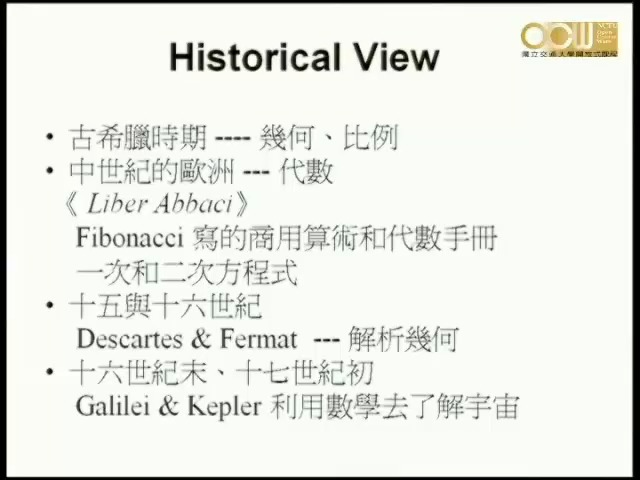 Historical View
OCW
NCTU
國立交通大學開放式課程
• 古希臘時期 ---- 幾何、比例
• 中世紀的歐洲 --- 代數
《 Liber Abbaci》
Fibonacci 寫的商用算術和代數手冊
一次和二次方程式
• 十五與十六世紀
Descartes & Fermat --- 解析幾何
• 十六世紀末、十七世紀初
Galilei & Kepler 利用數學去了解宇宙